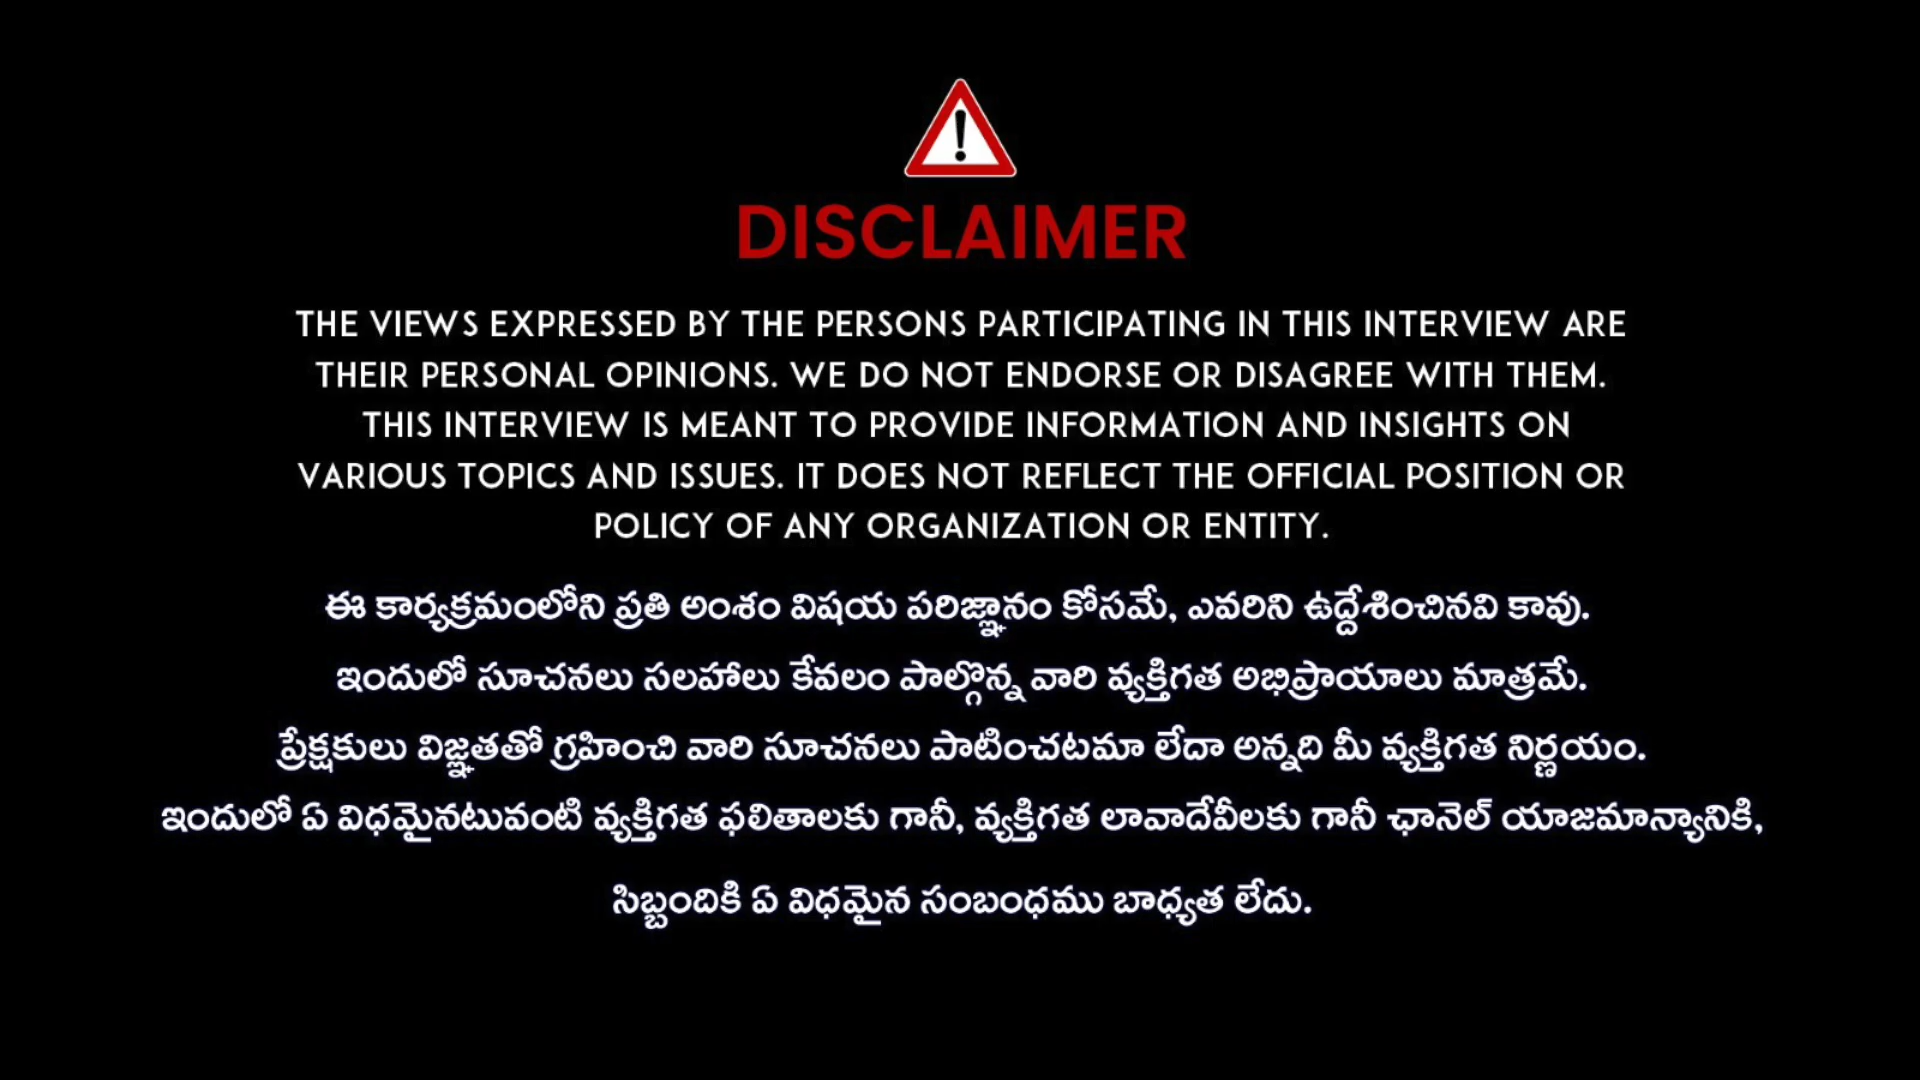 DISCLAIMER
THE VIEWS EXPRESSED BY THE PERSONS PARTICIPATING IN THIS INTERVIEW ARE
THEIR PERSONAL OPINIONS. WE DO NOT ENDORSE OR DISAGREE WITH THEM.
THIS INTERVIEW IS MEANT TO PROVIDE INFORMATION AND INSIGHTS ON
VARIOUS TOPICS AND ISSUES. IT DOES NOT REFLECT THE OFFICIAL POSITION OR
POLICY OF ANY ORGANIZATION OR ENTITY.
ఈ కార్యక్రమంలోని ప్రతి అంశం విషయ పరిజ్ఞానం కోసమే, ఎవరిని ఉద్దేశించినవి కావు.
ఇందులో సూచనలు సలహాలు కేవలం పాల్గొన్న వారి వ్యక్తిగత అభిప్రాయాలు మాత్రమే.
ప్రేక్షకులు విజ్ఞతతో గ్రహించి వారి సూచనలు పాటించటమా లేదా అన్నది మీ వ్యక్తిగత నిర్ణయం.
ఇందులో ఏ విధమైనటువంటి వ్యక్తిగత ఫలితాలకు గానీ, వ్యక్తిగత లావాదేవీలకు గానీ ఛానెల్ యాజమాన్యానికి,
సిబ్బందికి ఏ విధమైన సంబంధము బాధ్యత లేదు.